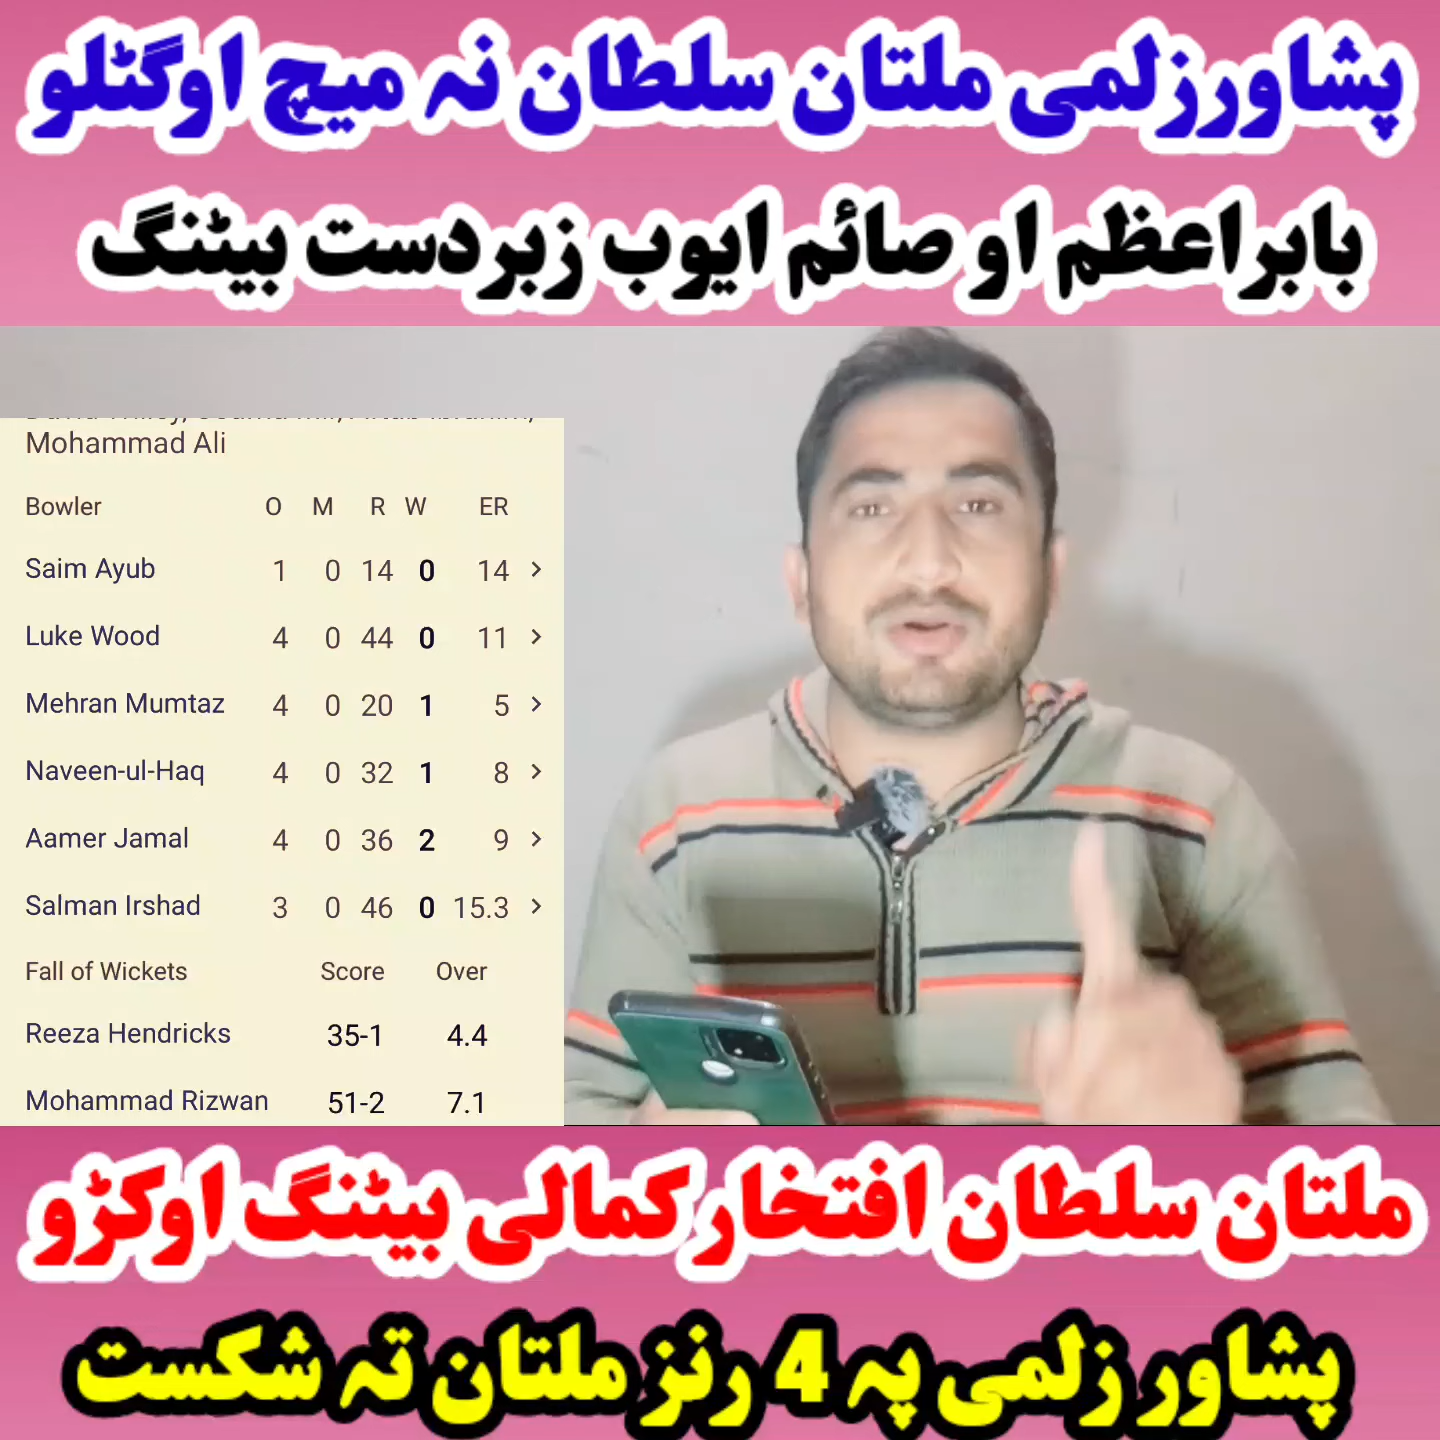 پشاورزلمی ملتان سلطان نہ میچ اوگٹلو
بابراعظم او صائم ایوب زبردست بیٹنگ
Mohammad Ali
Bowler O M R W ER
Saim Ayub 1 0 14 0 14 >
Luke Wood 4 0 44 0 11 >
Mehran Mumtaz 4 0 20 1 5 >
Naveen-ul-Haq 4 0 32 1 8 >
Aamer Jamal 4 0 36 2 9 >
Salman Irshad 3 0 46 0 15.3 >
Fall of Wickets Score Over
Reeza Hendricks 35-1 4.4
Mohammad Rizwan 51-2 7.1
ملتان سلطان افتخار کمالی بیٹنگ اوکڑو
پشاور زلمی پہ 4 رنز ملتان تہ شکست